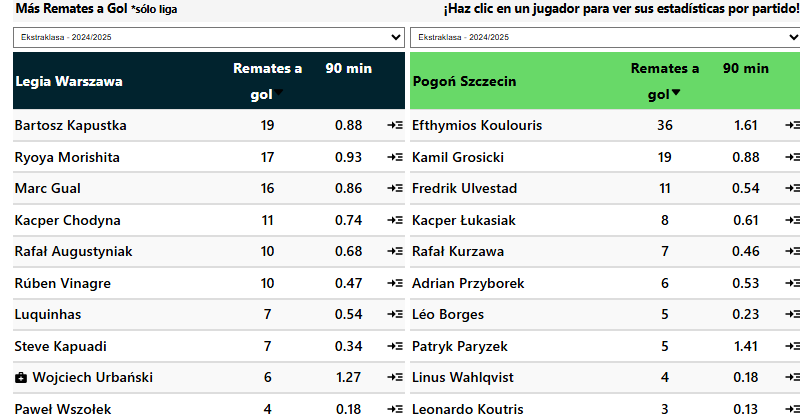 Más Remates a Gol *sólo liga
¡Haz clic en un jugador para ver sus estadísticas por partido!
Ekstraklasa - 2024/2025
Legia Warszawa Remates a gol 90 min
Bartosz Kapustka 19 0.88
Ryoya Morishita 17 0.93
Marc Gual 16 0.86
Kacper Chodyna 11 0.74
Rafał Augustyniak 10 0.68
Rúben Vinagre 10 0.47
Luquinhas 7 0.54
Steve Kapuadi 7 0.34
Wojciech Urbański 6 1.27
Paweł Wszołek 4 0.18
Ekstraklasa - 2024/2025
Pogoń Szczecin Remates a gol 90 min
Efthymios Koulouris 36 1.61
Kamil Grosicki 19 0.88
Fredrik Ulvestad 11 0.54
Kacper Łukasiak 8 0.61
Rafał Kurzawa 7 0.46
Adrian Przyborek 6 0.53
Léo Borges 5 0.23
Patryk Paryzek 5 1.41
Linus Wahlqvist 4 0.18
Leonardo Koutris 3 0.13